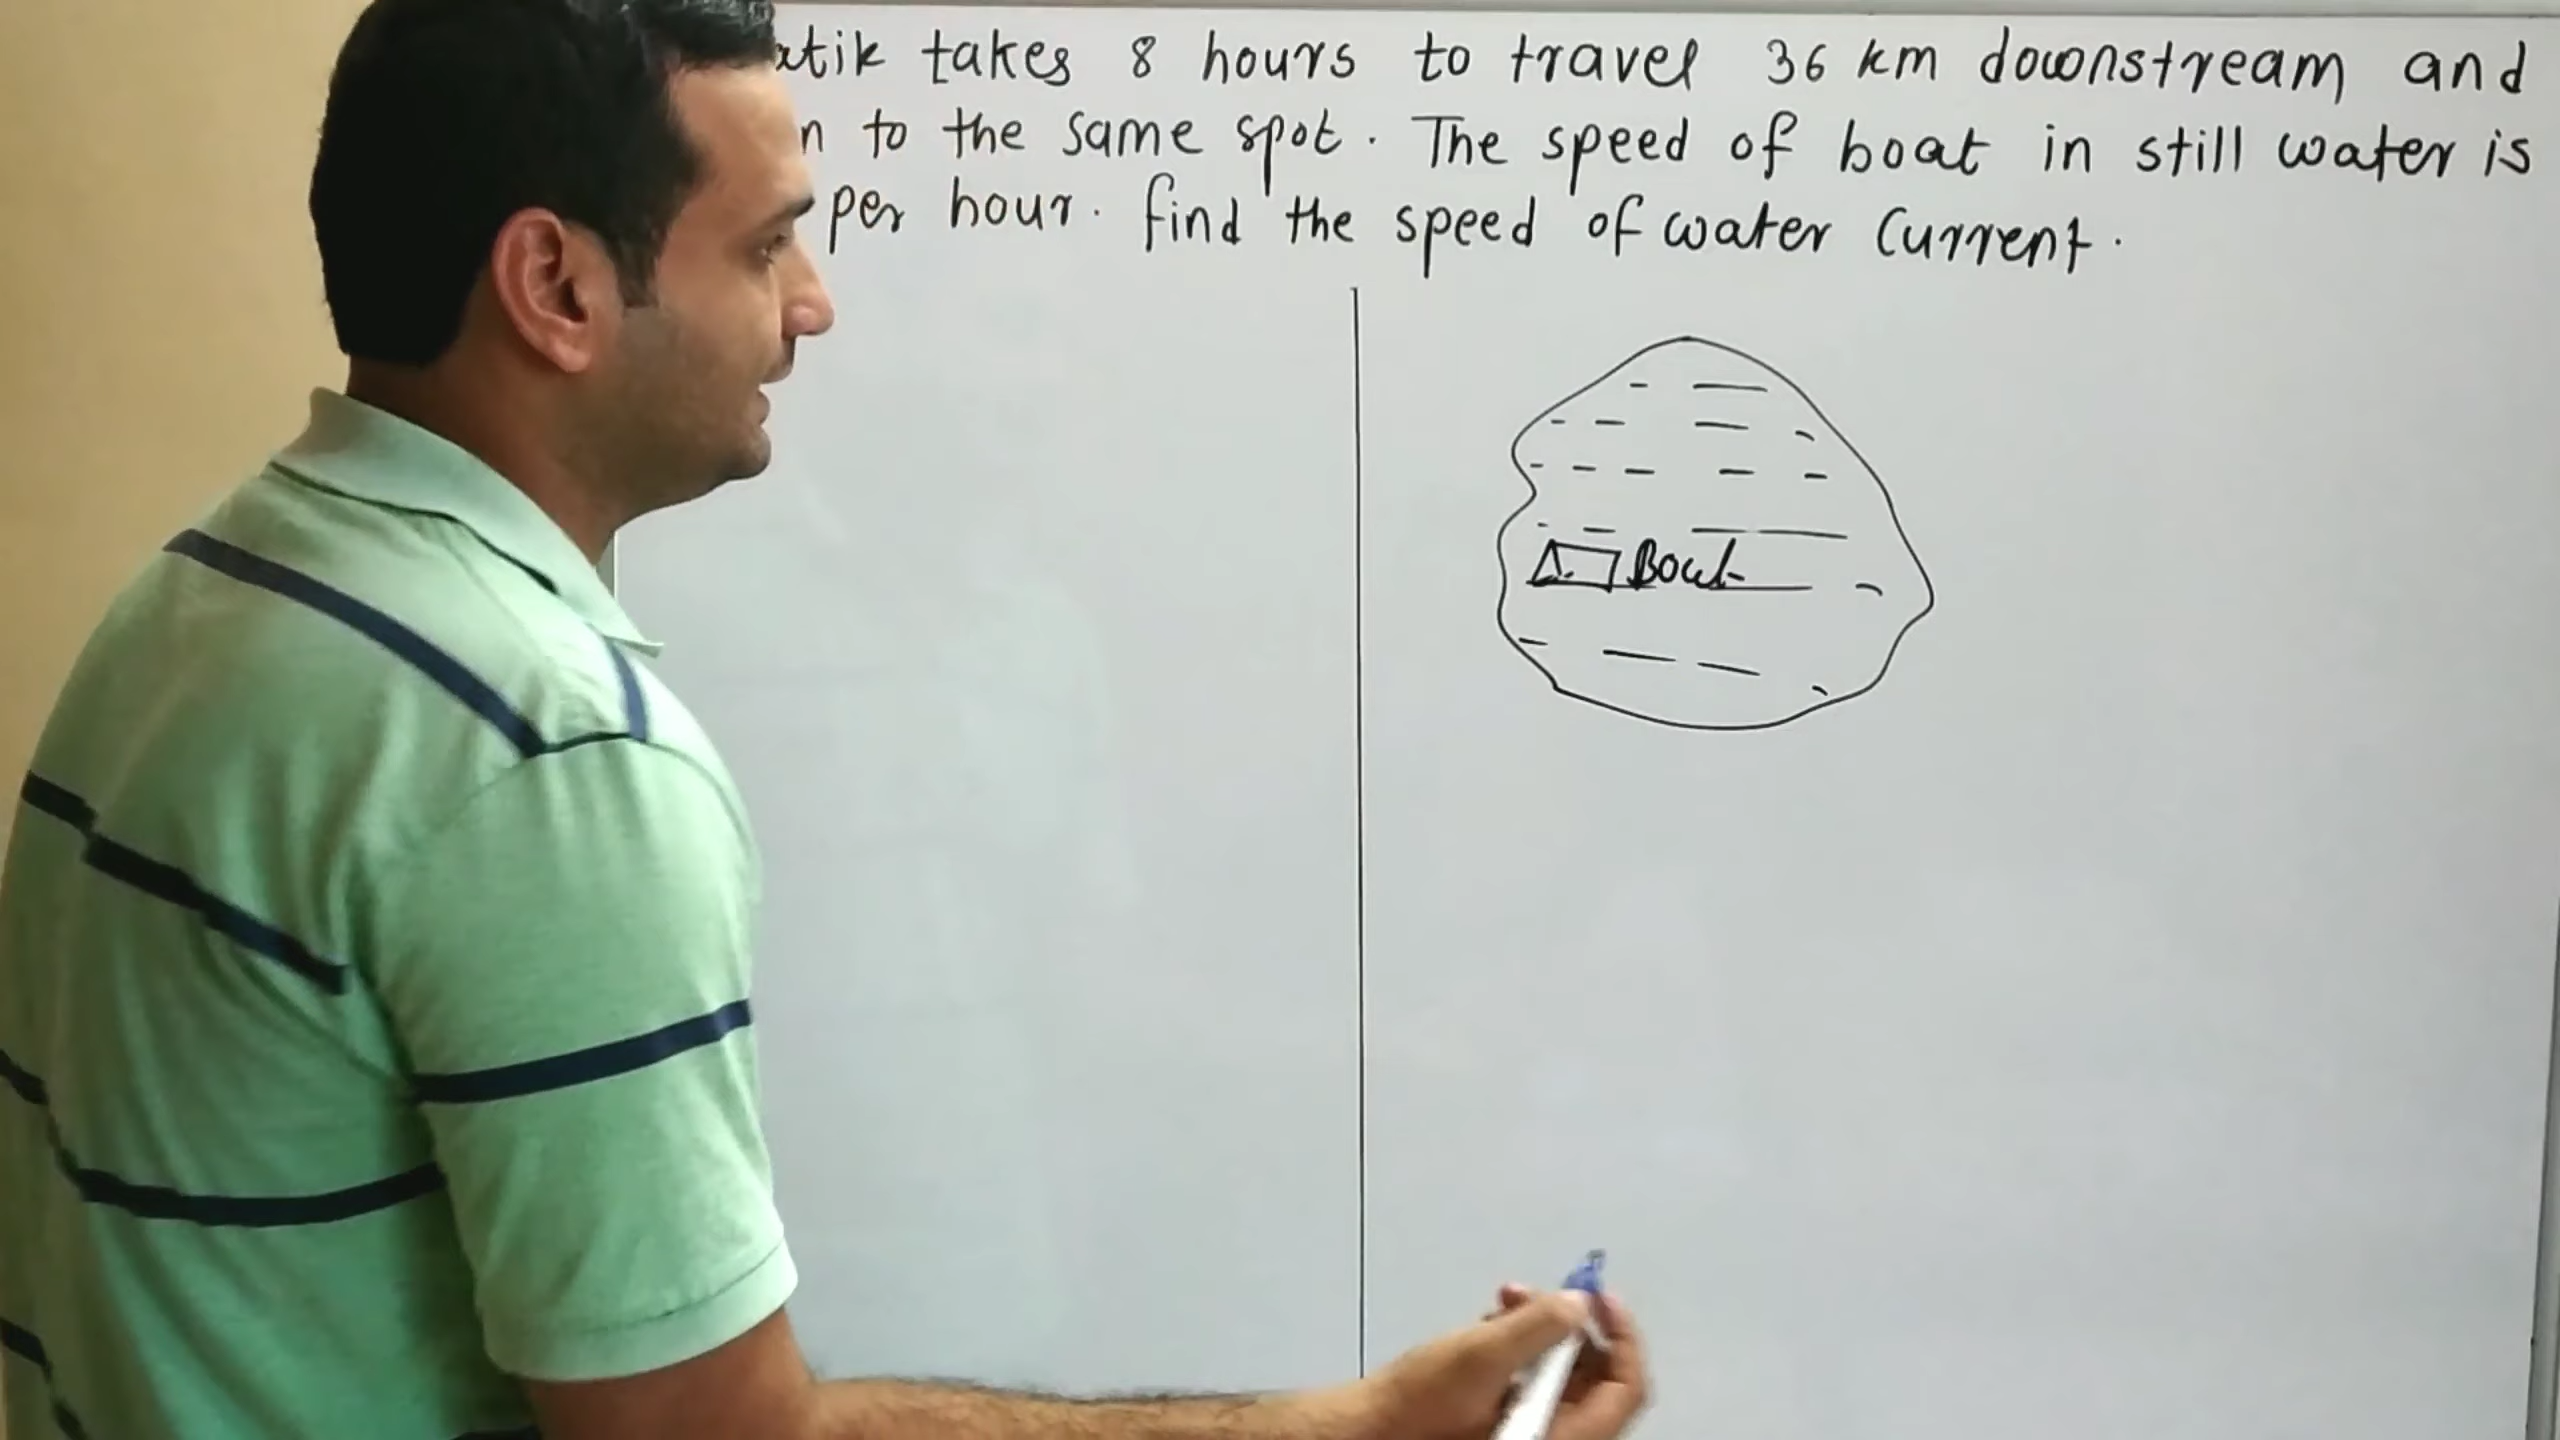 atik takes 8 hours to travel 36 km downstream and
n to the same spot. The speed of boat in still water is
per hour. find the speed of water current.
Boat